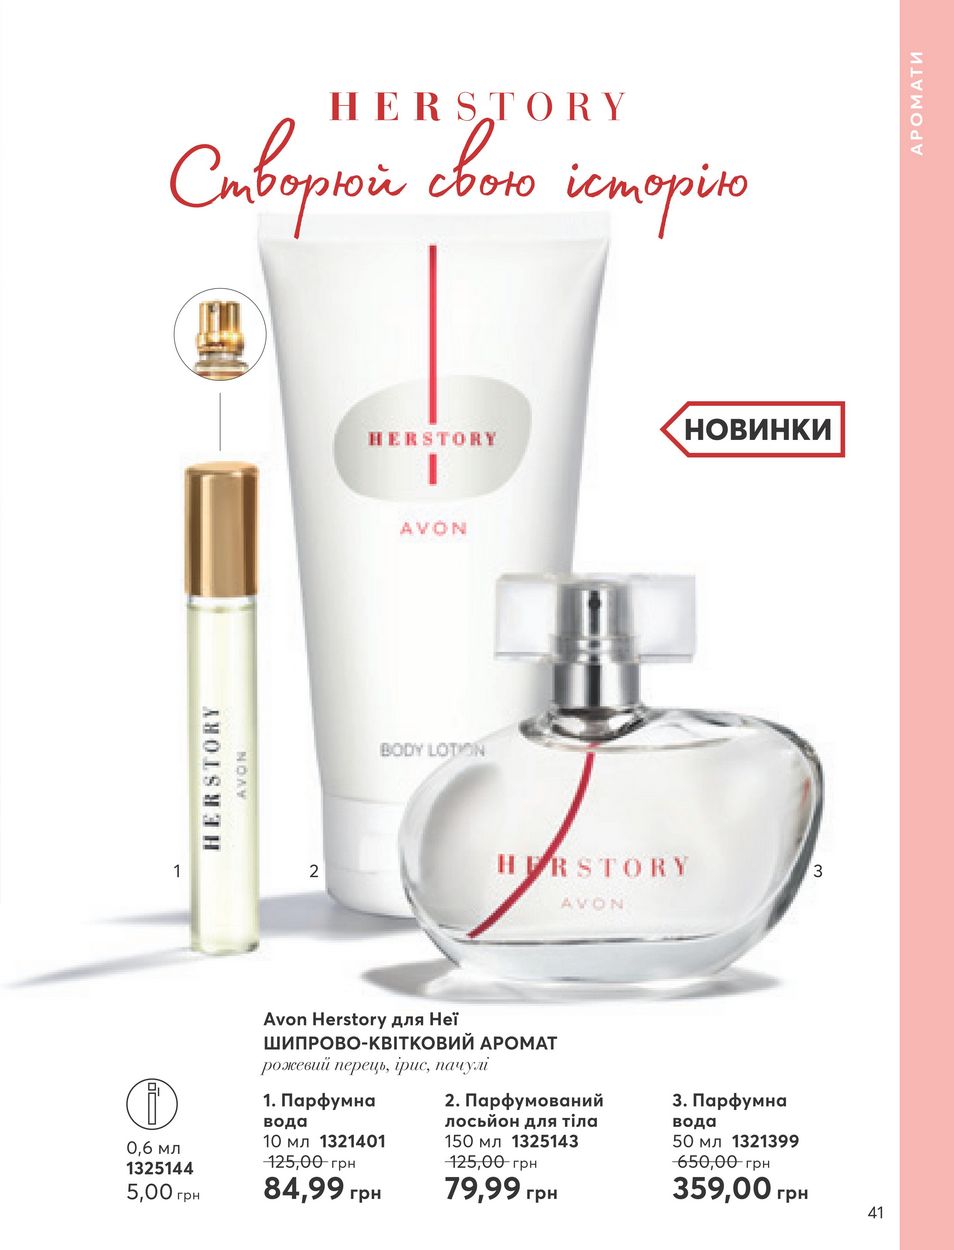 АРОМАТИ
HERSTORY
Створюй свою історію
НОВИНКИ
HERSTORY
AVON
BODY LOTION
HERSTORY
AVON
HERSTORY
AVON
1
2
3
Avon Herstory для Неї
ШИПРОВО-КВІТКОВИЙ АРОМАТ
рожевий перець, ірис, пачулі
0,6 мл
1325144
5,00 грн
1. Парфумна
вода
10 мл 1321401
125,00 грн
84,99 грн
2. Парфумований
лосьйон для тіла
150 мл 1325143
125,00 грн
79,99 грн
3. Парфумна
вода
50 мл 1321399
650,00 грн
359,00 грн
41